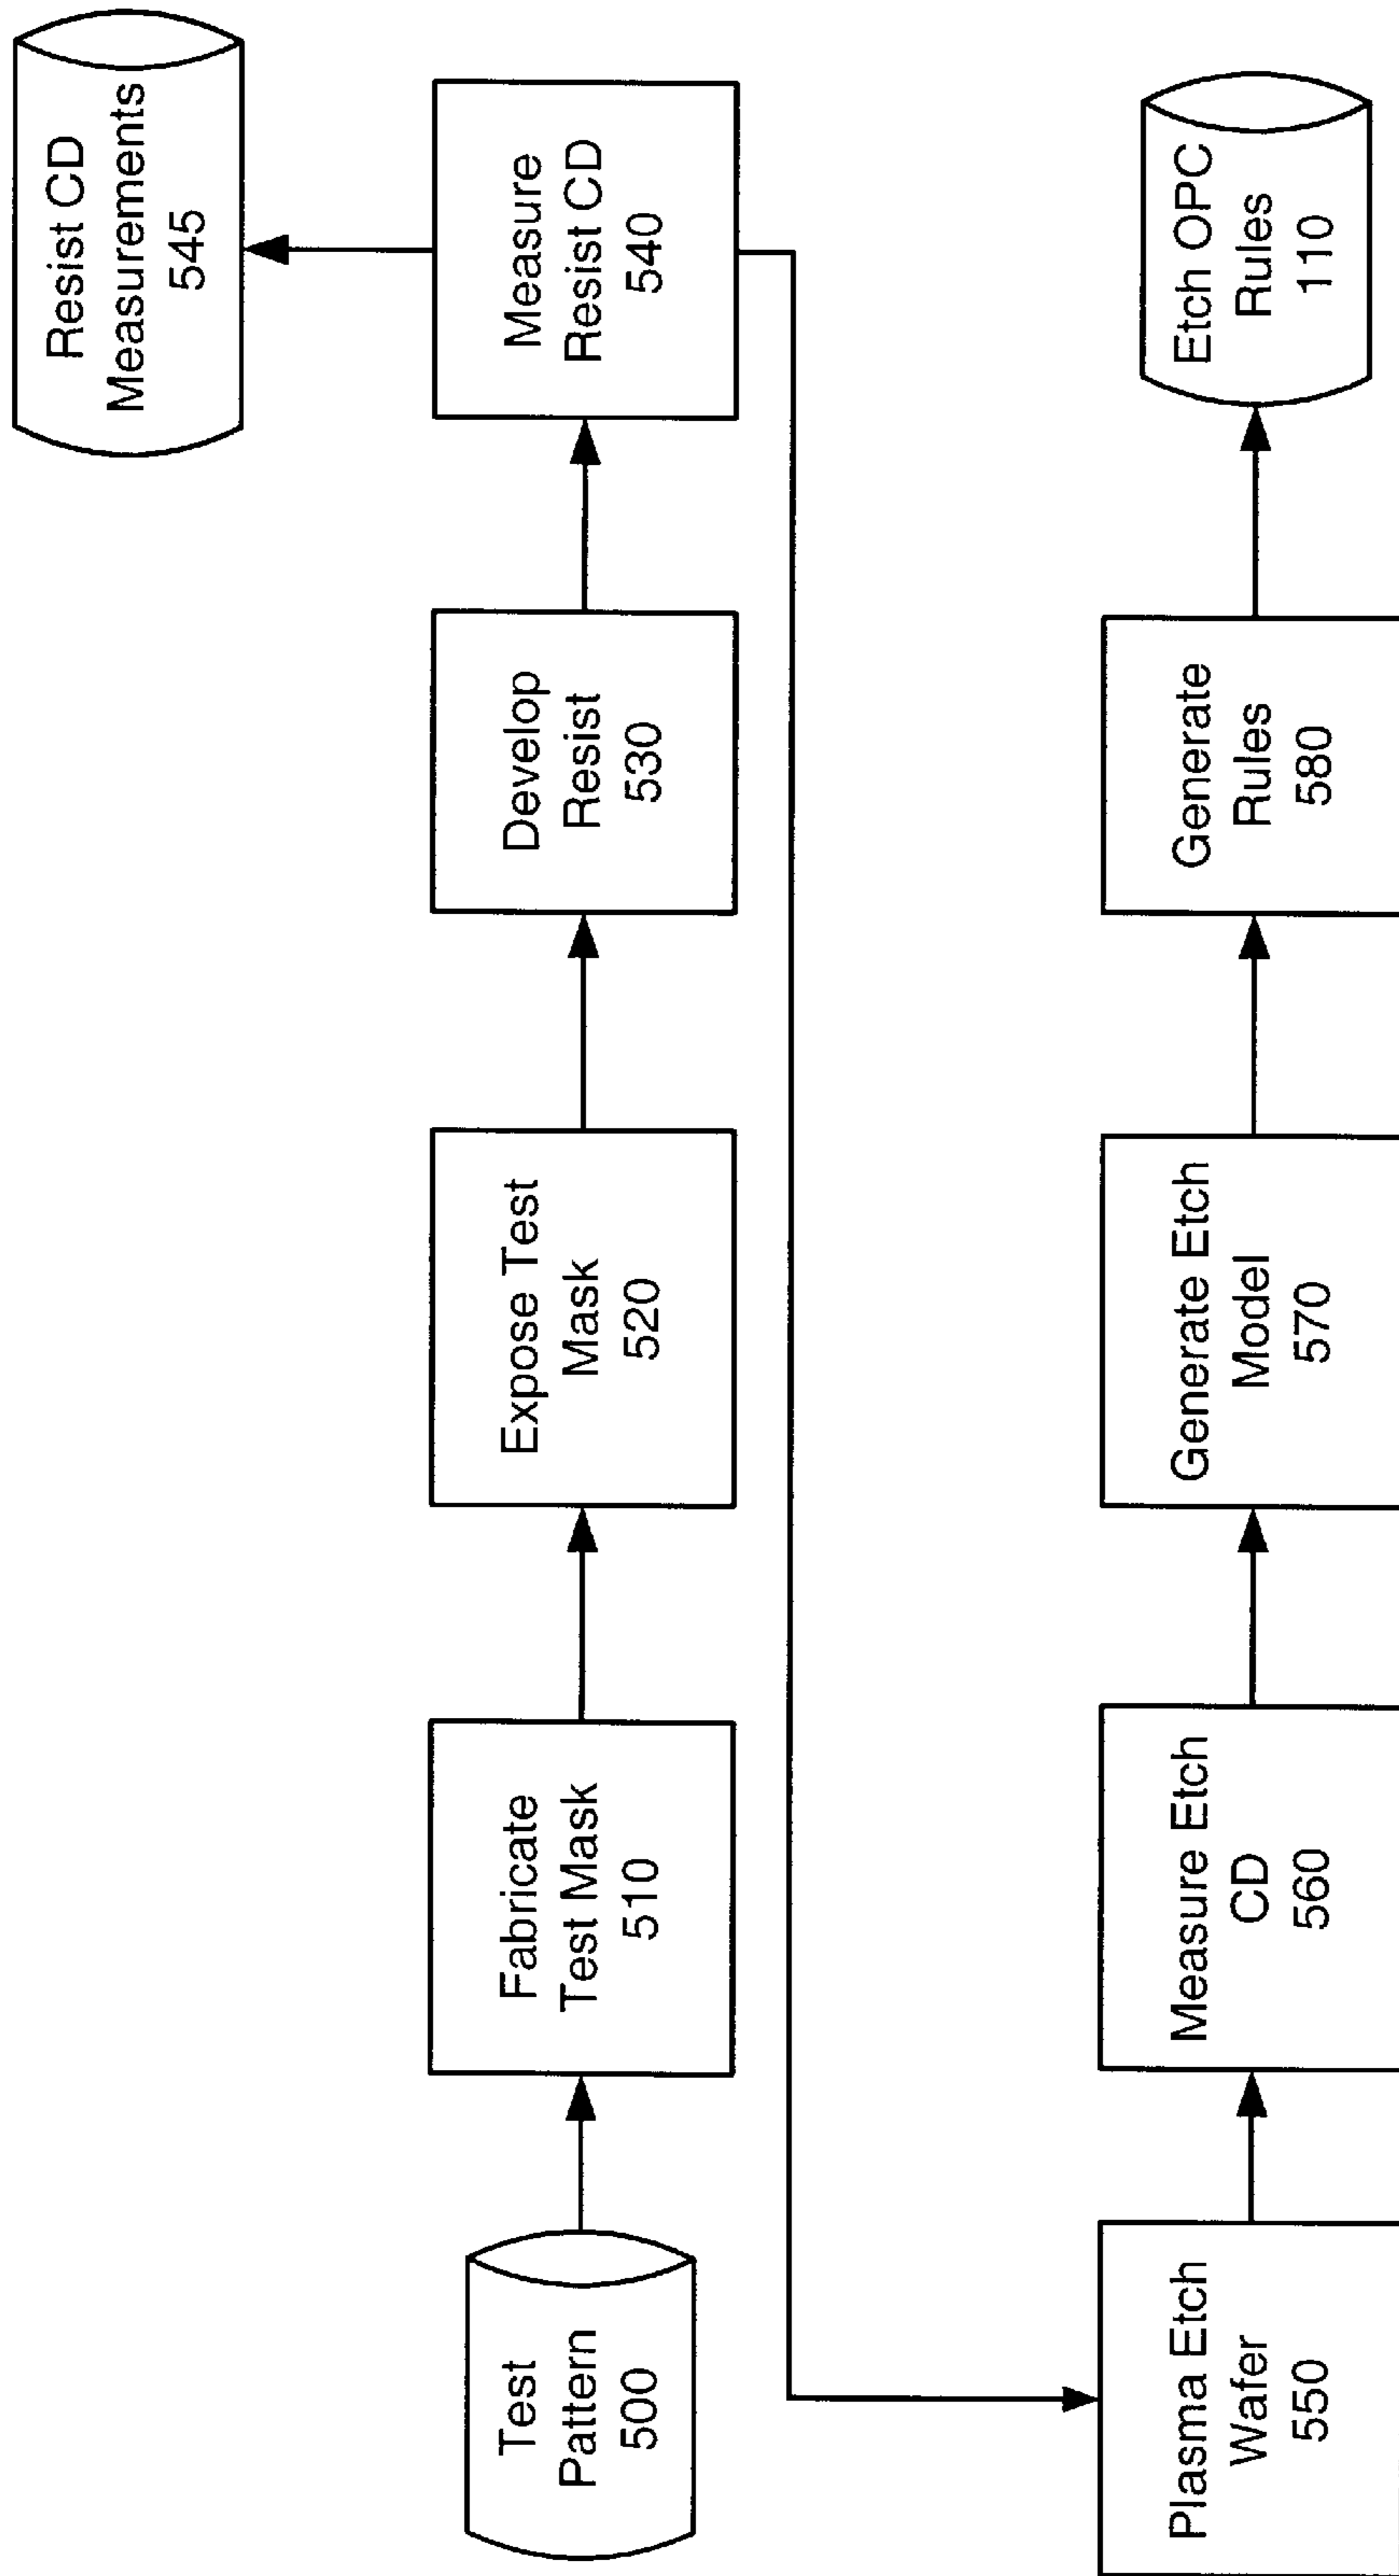 Test
Pattern
500
Fabricate
Test Mask
510
Expose Test
Mask
520
Develop
Resist
530
Measure
Resist CD
540
Resist CD
Measurements
545
Plasma Etch
Wafer
550
Measure Etch
CD
560
Generate Etch
Model
570
Generate
Rules
580
Etch OPC
Rules
110